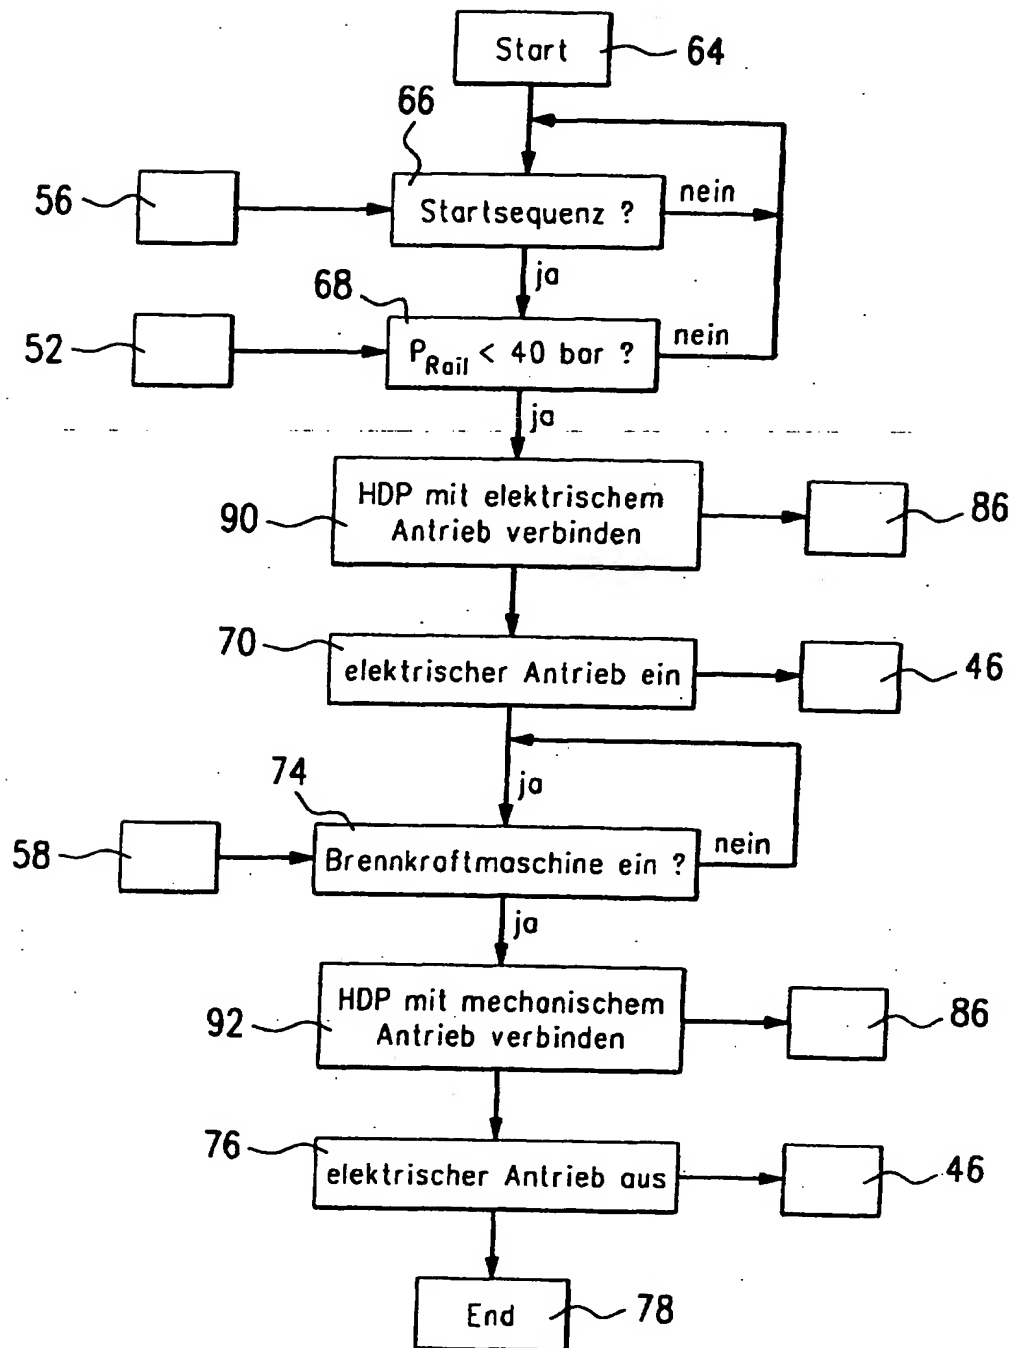 Start
64
66
56
Startsequenz ?
nein
ja
68
52
P_Rail < 40 bar ?
nein
ja
HDP mit elektrischem
Antrieb verbinden
90
86
70
elektrischer Antrieb ein
46
ja
74
58
Brennkraftmaschine ein ?
nein
ja
HDP mit mechanischem
Antrieb verbinden
92
86
76
elektrischer Antrieb aus
46
End
78